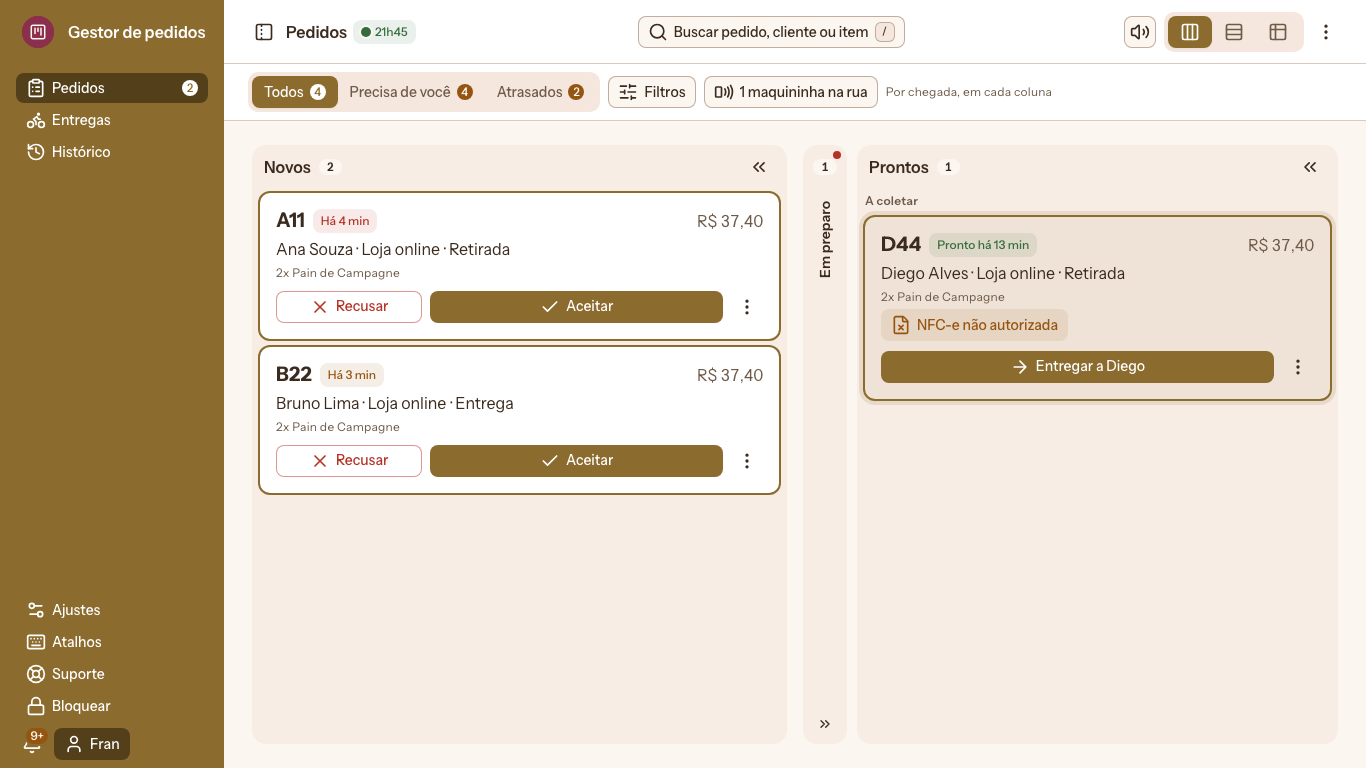 Gestor de pedidos
Pedidos 2
Entregas
Histórico
Ajustes
Atalhos
Suporte
Bloquear
9+
Fran
Pedidos 21h45
Buscar pedido, cliente ou item /
Todos 4
Precisa de você 4
Atrasados 2
Filtros
1 maquininha na rua
Por chegada, em cada coluna
Novos 2
A11 Há 4 min R$ 37,40
Ana Souza · Loja online · Retirada
2x Pain de Campagne
Recusar Aceitar
B22 Há 3 min R$ 37,40
Bruno Lima · Loja online · Entrega
2x Pain de Campagne
Recusar Aceitar
1
Em preparo
Prontos 1
A coletar
D44 Pronto há 13 min R$ 37,40
Diego Alves · Loja online · Retirada
2x Pain de Campagne
NFC-e não autorizada
Entregar a Diego